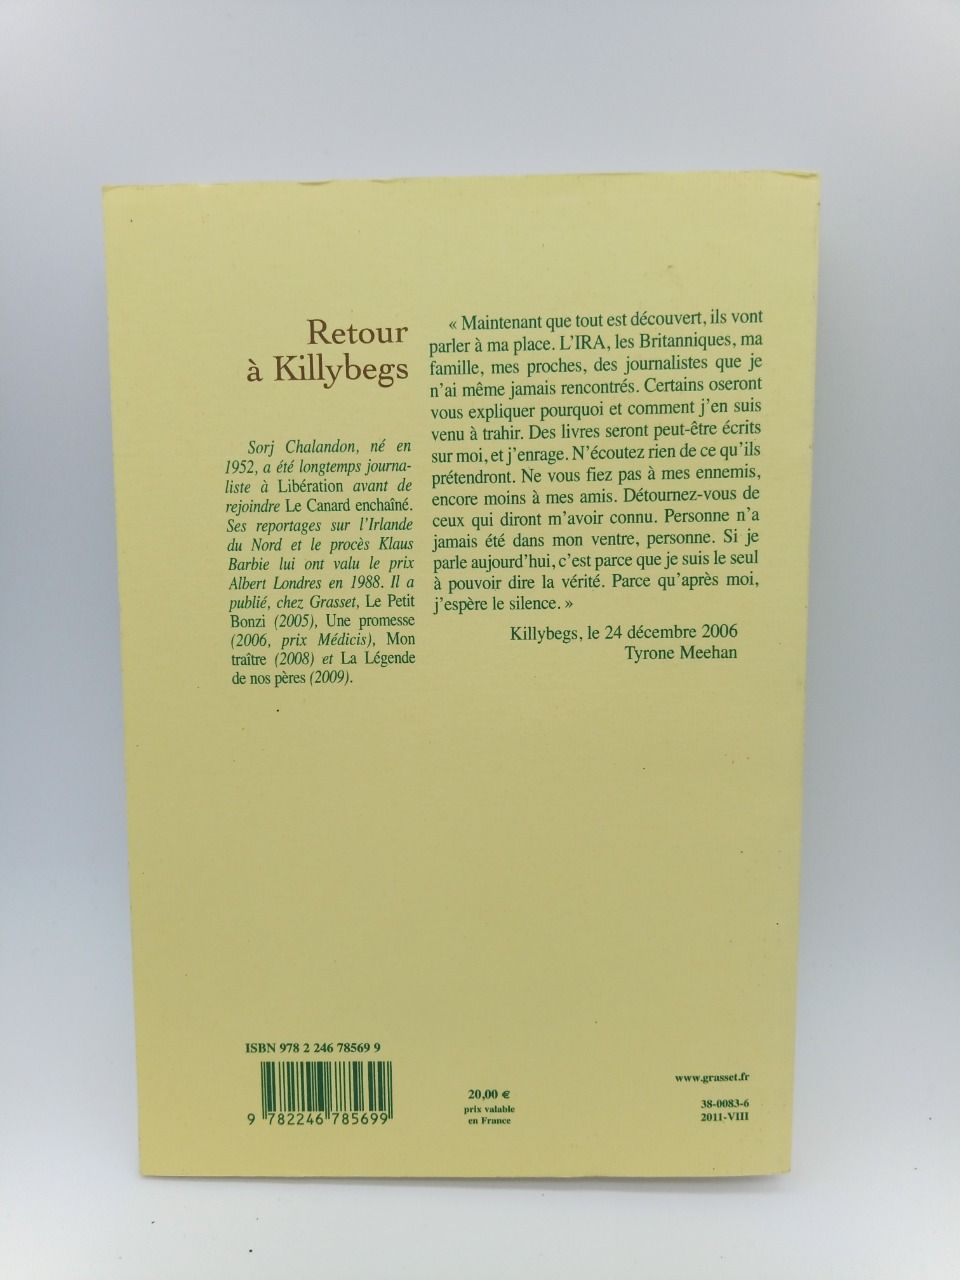 Retour
à Killybegs
Sorj Chalandon, né en
1952, a été longtemps journa-
liste à Libération avant de
rejoindre Le Canard enchaîné.
Ses reportages sur l'Irlande
du Nord et le procès Klaus
Barbie lui ont valu le prix
Albert Londres en 1988. Il a
publié, chez Grasset, Le Petit
Bonzi (2005), Une promesse
(2006, prix Médicis), Mon
traître (2008) et La Légende
de nos pères (2009).
« Maintenant que tout est découvert, ils vont
parler à ma place. L'IRA, les Britanniques, ma
famille, mes proches, des journalistes que je
n'ai même jamais rencontrés. Certains oseront
vous expliquer pourquoi et comment j'en suis
venu à trahir. Des livres seront peut-être écrits
sur moi, et j'enrage. N'écoutez rien de ce qu'ils
prétendront. Ne vous fiez pas à mes ennemis,
encore moins à mes amis. Détournez-vous de
ceux qui diront m'avoir connu. Personne n'a
jamais été dans mon ventre, personne. Si je
parle aujourd'hui, c'est parce que je suis le seul
à pouvoir dire la vérité. Parce qu'après moi,
j'espère le silence. »
Killybegs, le 24 décembre 2006
Tyrone Meehan
ISBN 978 2 246 78569 9
9 782246 785699
20,00 €
prix valable
en France
www.grasset.fr
38-0083-6
2011-VIII